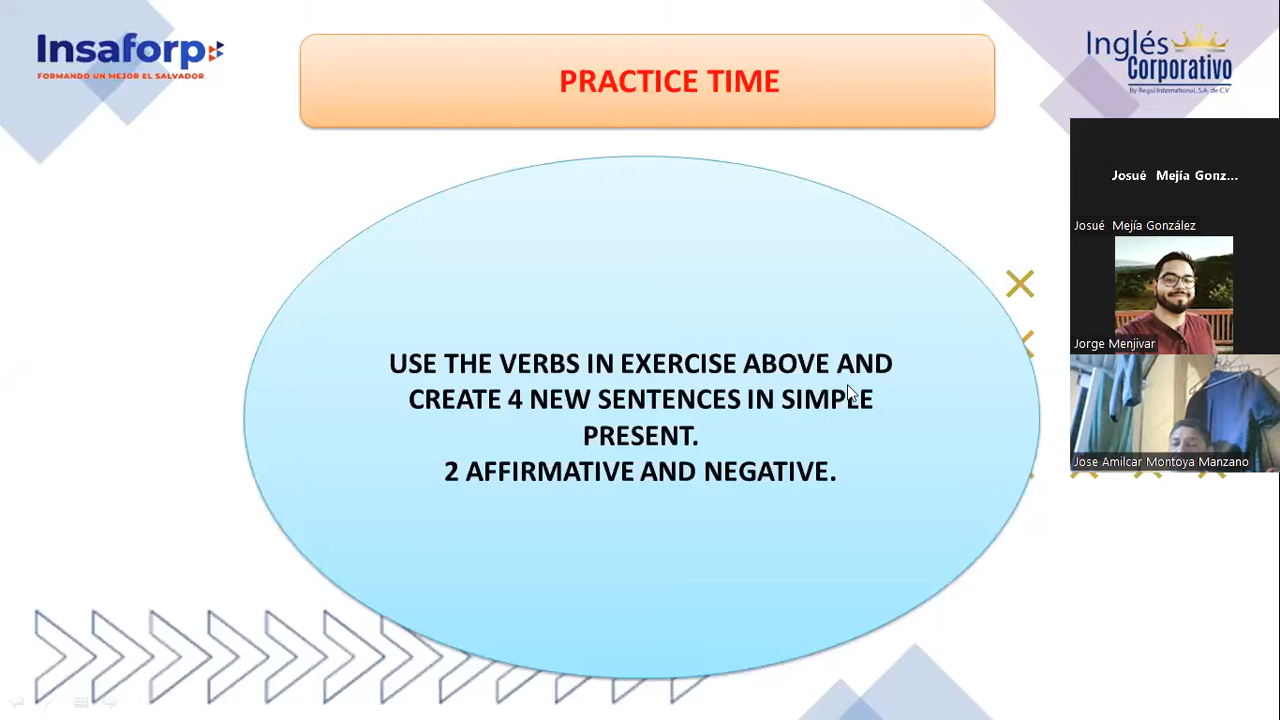 Insaforp
FORMANDO UN MEJOR EL SALVADOR
PRACTICE TIME
Inglés
Corporativo
By Regal International, S.A. de C.V
Josué Mejía Gonz...
Josué Mejía González
Jorge Menjivar
Jose Amilcar Montoya Manzano
USE THE VERBS IN EXERCISE ABOVE AND
CREATE 4 NEW SENTENCES IN SIMPLE
PRESENT.
2 AFFIRMATIVE AND NEGATIVE.